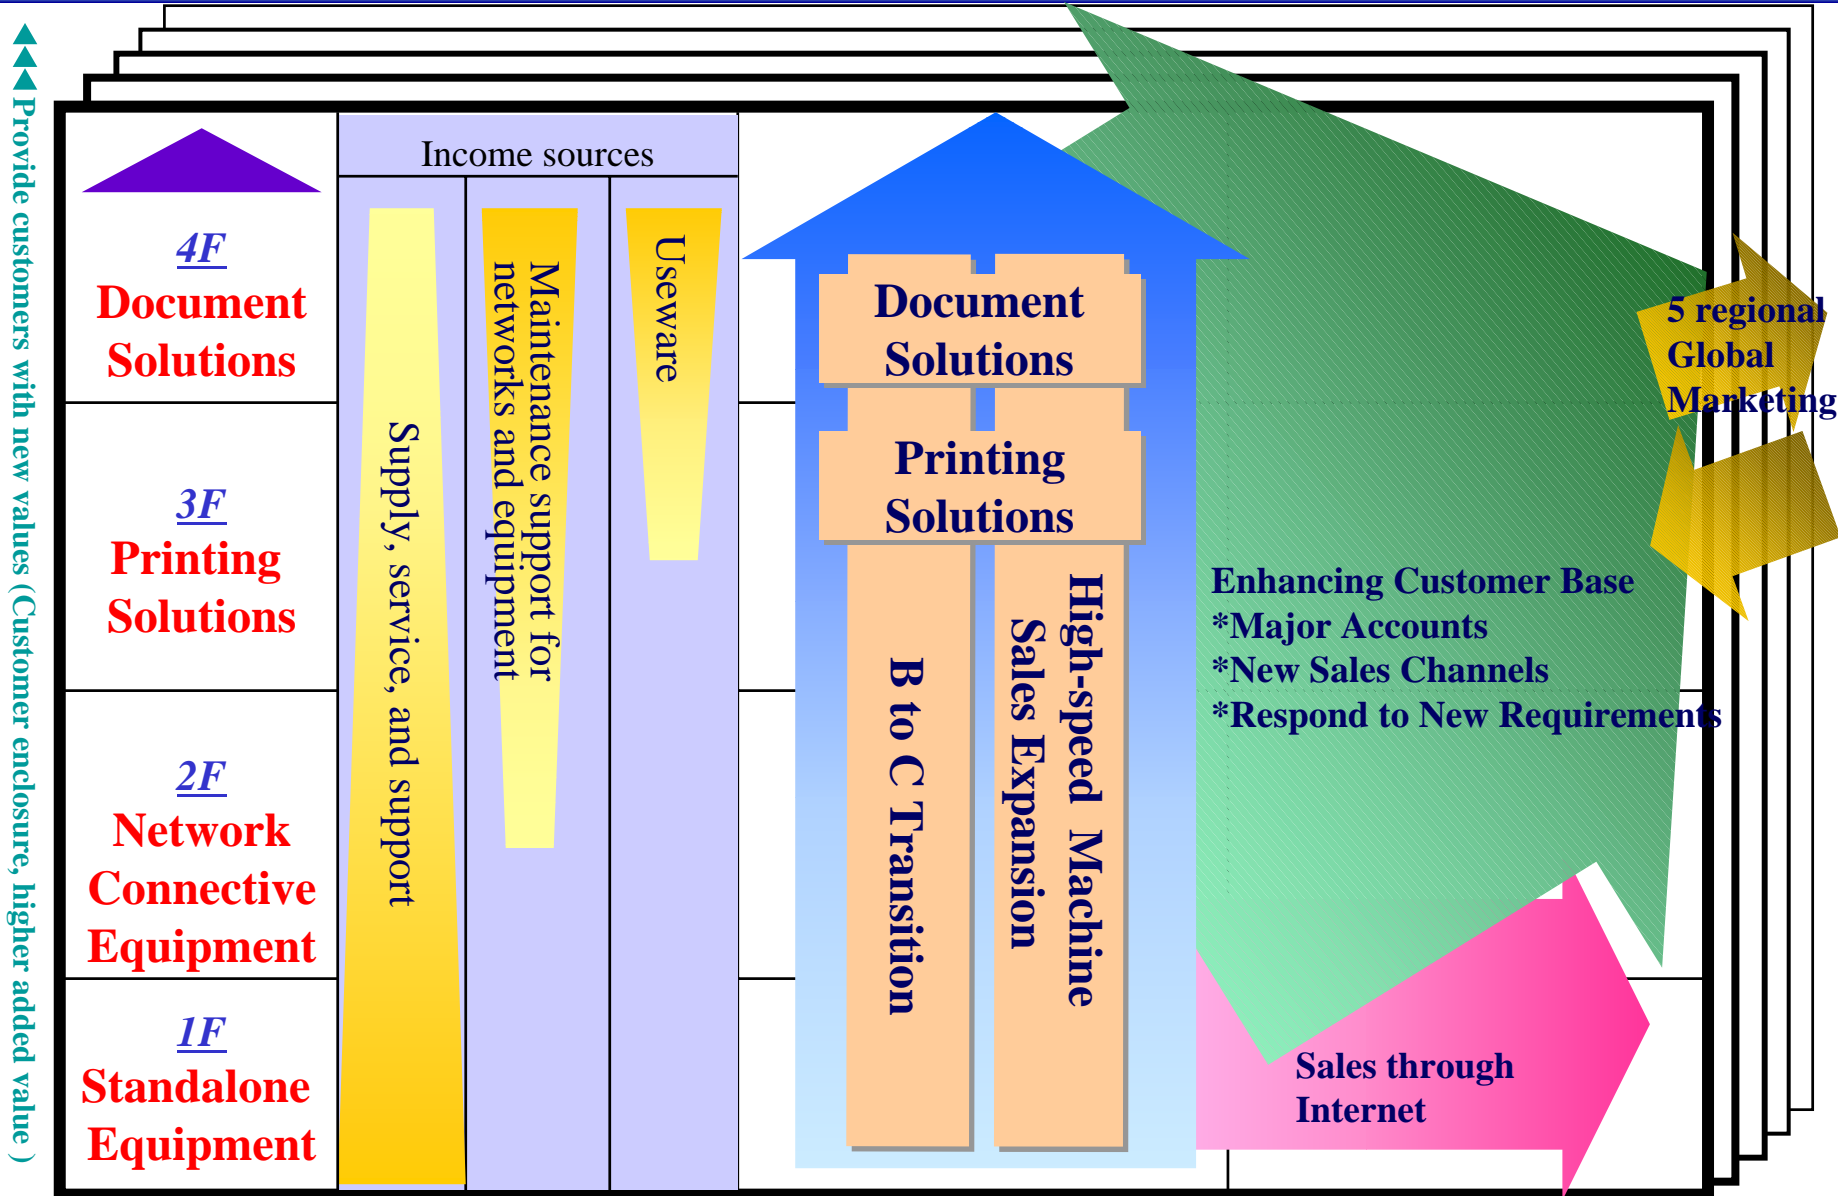 ▲▲▲Provide customers with new values (Customer enclosure, higher added value )
Income sources
4F
Document
Solutions
3F
Printing
Solutions
2F
Network
Connective
Equipment
1F
Standalone
Equipment
Supply, service, and support
Maintenance support for
networks and equipment
Useware
Document
Solutions
Printing
Solutions
B to C Transition
High-speed Machine
Sales Expansion
Enhancing Customer Base
*Major Accounts
*New Sales Channels
*Respond to New Requirements
5 regional
Global
Marketing
Sales through
Internet